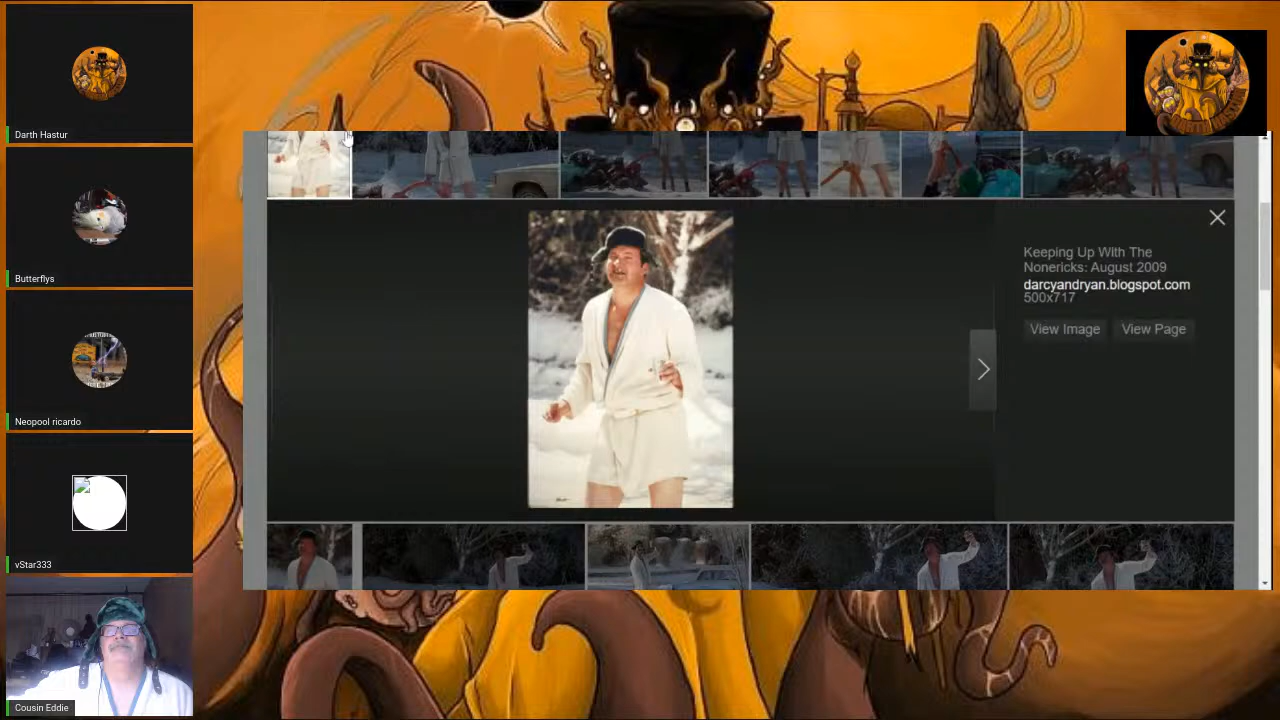 Darth Hastur
Butterflys
Neopool ricardo
vStar333
Cousin Eddie
Keeping Up With The
Nonericks: August 2009
darcyandryan.blogspot.com
500x717
View Image
View Page